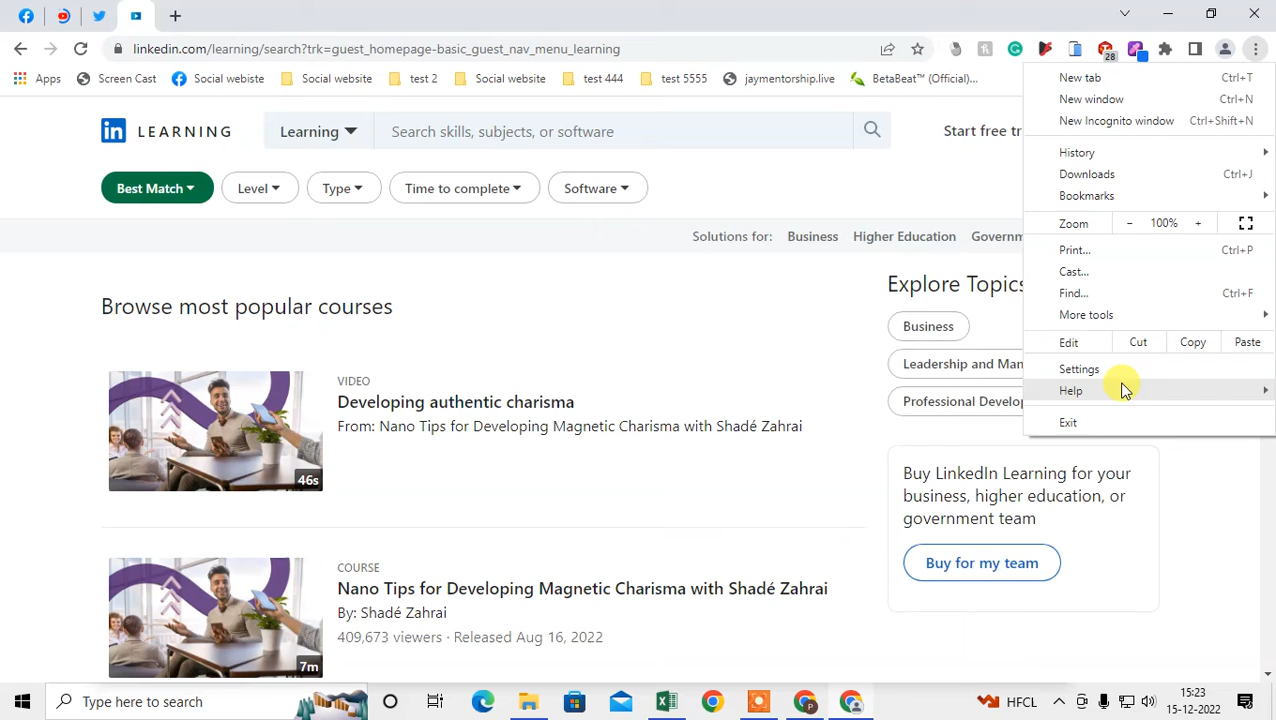 linkedin.com/learning/search?trk=guest_homepage-basic_guest_nav_menu_learning
28
Apps Screen Cast Social webiste Social website test 2 Social website test 444 test 5555 jaymentorship.live BetaBeat™ (Official)...
in LEARNING Learning Search skills, subjects, or software Start free tr
Best Match Level Type Time to complete Software
Solutions for: Business Higher Education Governm
Browse most popular courses
46s
VIDEO
Developing authentic charisma
From: Nano Tips for Developing Magnetic Charisma with Shadé Zahrai
7m
COURSE
Nano Tips for Developing Magnetic Charisma with Shadé Zahrai
By: Shadé Zahrai
409,673 viewers · Released Aug 16, 2022
Explore Topics
Business
Leadership and Man
Professional Develop
Buy LinkedIn Learning for your
business, higher education, or
government team
Buy for my team
New tab Ctrl+T
New window Ctrl+N
New Incognito window Ctrl+Shift+N
History
Downloads Ctrl+J
Bookmarks
Zoom - 100% +
Print... Ctrl+P
Cast...
Find... Ctrl+F
More tools
Edit Cut Copy Paste
Settings
Help
Exit
Type here to search
HFCL
15:23
15-12-2022